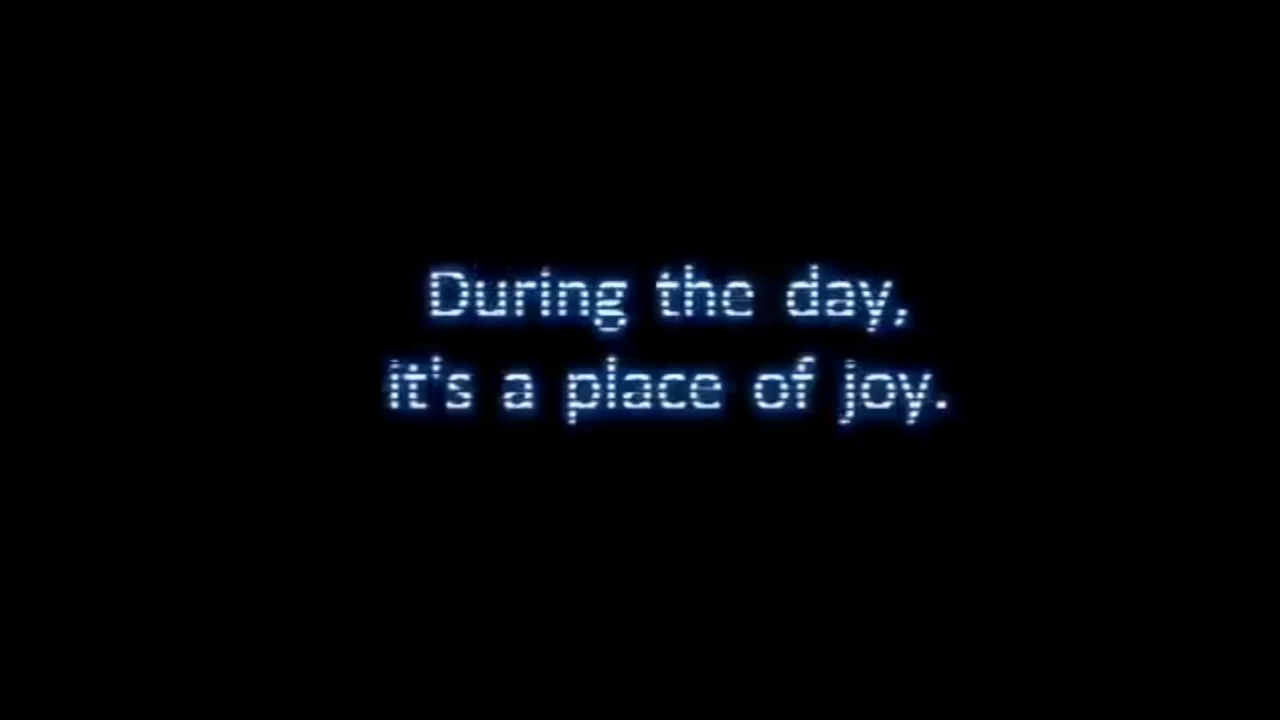 During the day,
it's a place of joy.